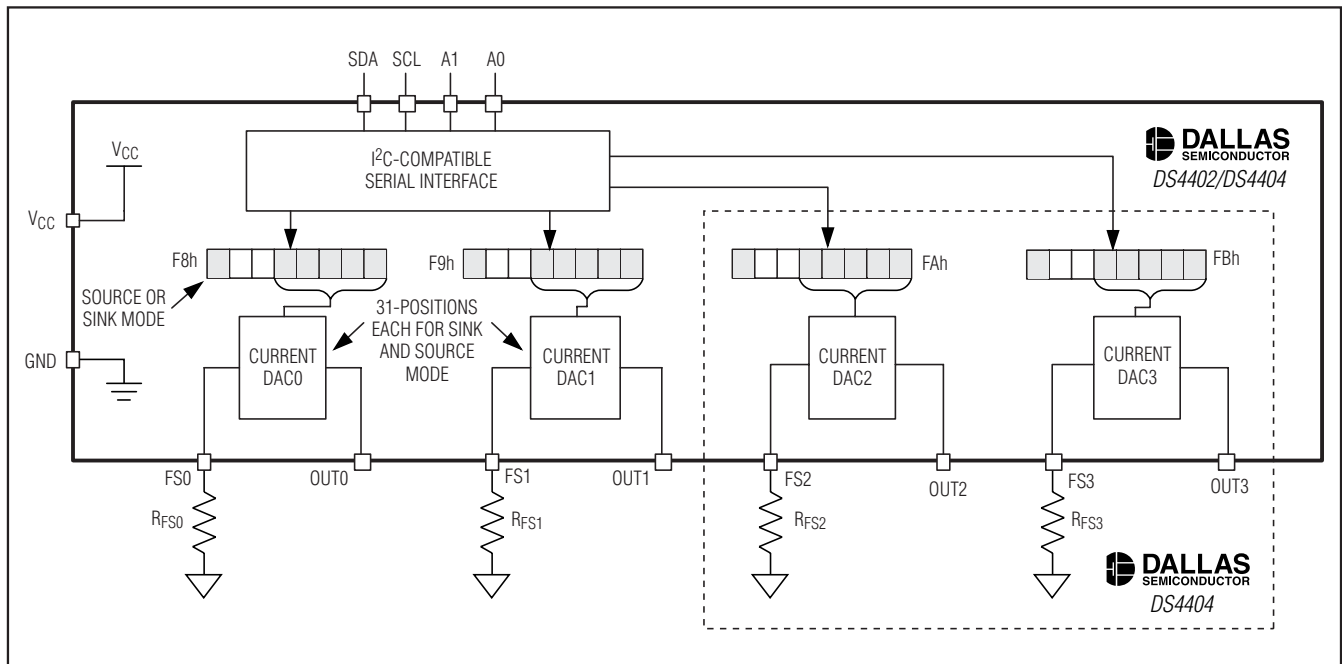 SDA SCL A1 A0
DALLAS
SEMICONDUCTOR
DS4402/DS4404
VCC
VCC
I2C-COMPATIBLE
SERIAL INTERFACE
F8h
F9h
FAh
FBh
SOURCE OR
SINK MODE
31-POSITIONS
EACH FOR SINK
AND SOURCE
MODE
GND
CURRENT
DAC0
CURRENT
DAC1
CURRENT
DAC2
CURRENT
DAC3
FS0
OUT0
FS1
OUT1
FS2
OUT2
FS3
OUT3
RFS0
RFS1
RFS2
RFS3
DALLAS
SEMICONDUCTOR
DS4404